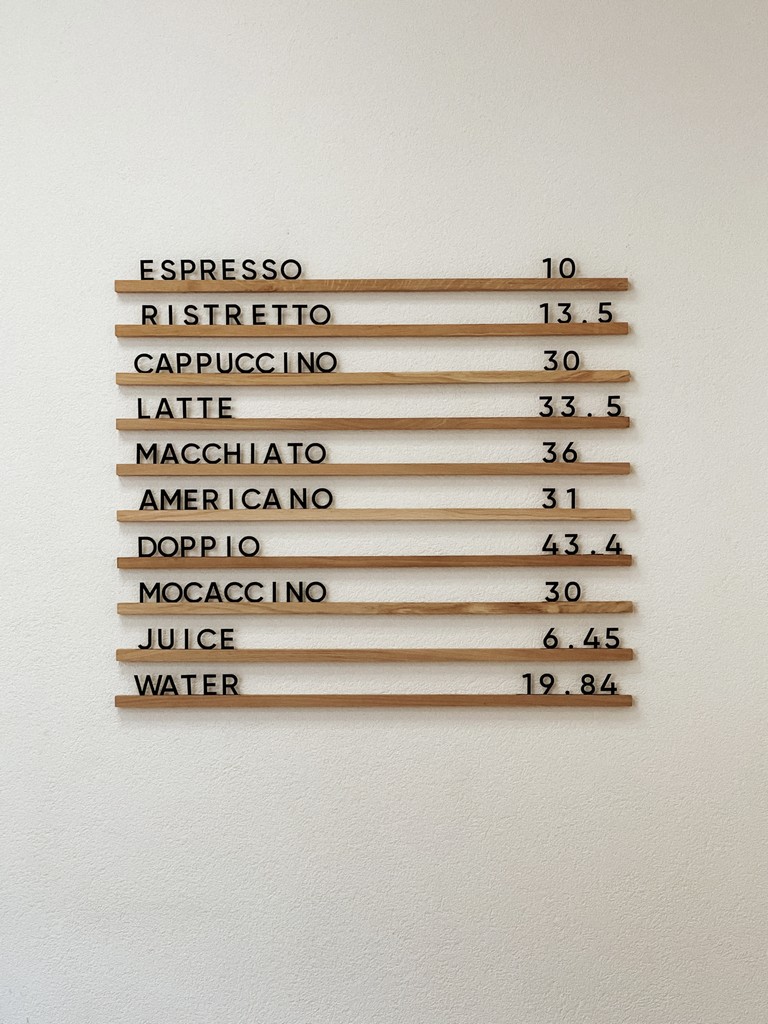 ESPRESSO 10
RISTRETTO 13.5
CAPPUCCINO 30
LATTE 33.5
MACCHIATO 36
AMERICANO 31
DOPPIO 43.4
MOCACCINO 30
JUICE 6.45
WATER 19.84